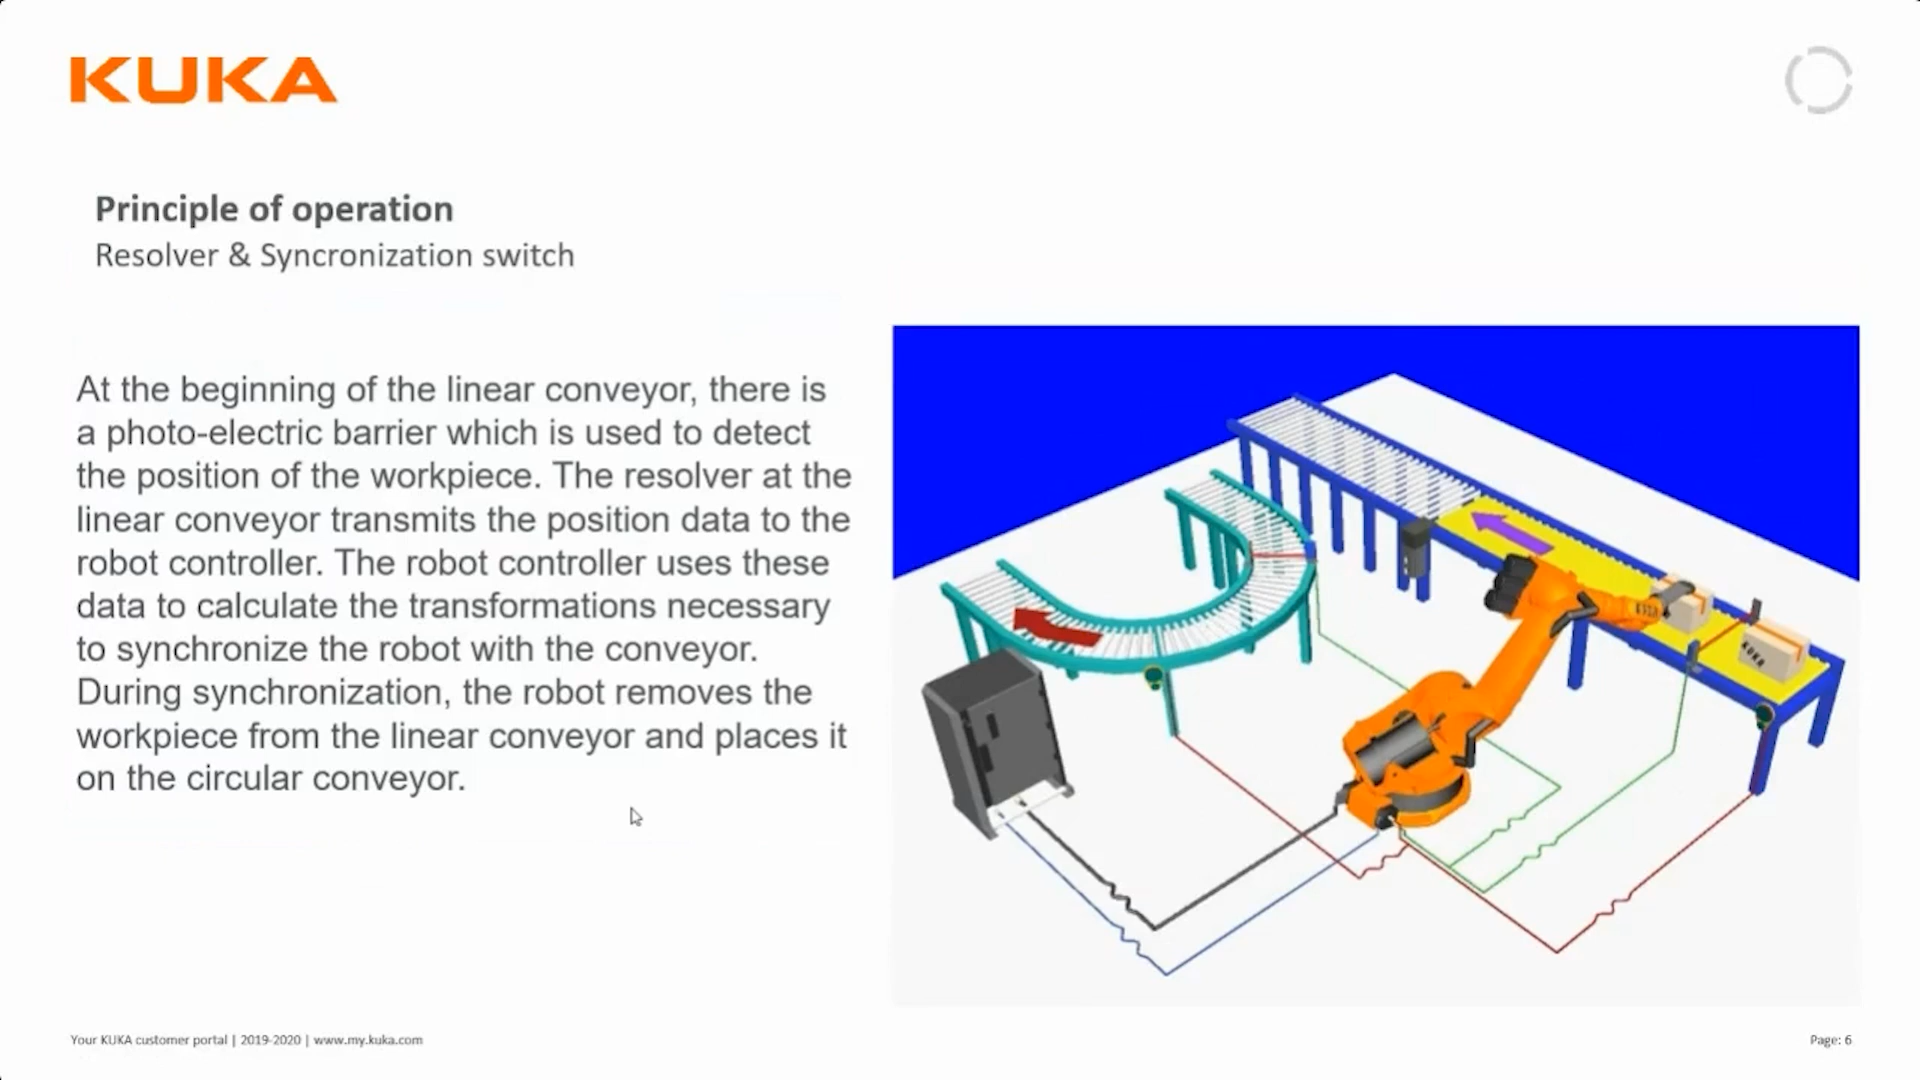 KUKA
Principle of operation
Resolver & Syncronization switch
At the beginning of the linear conveyor, there is
a photo-electric barrier which is used to detect
the position of the workpiece. The resolver at the
linear conveyor transmits the position data to the
robot controller. The robot controller uses these
data to calculate the transformations necessary
to synchronize the robot with the conveyor.
During synchronization, the robot removes the
workpiece from the linear conveyor and places it
on the circular conveyor.
KUKA
KUKA
Your KUKA customer portal | 2019-2020 | www.my.kuka.com
Page: 6